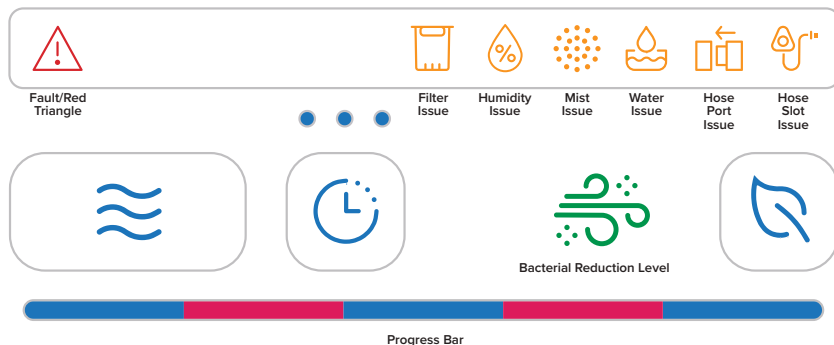 Fault/Red
Triangle
Filter
Issue
Humidity
Issue
Mist
Issue
Water
Issue
Hose
Port
Issue
Hose
Slot
Issue
%
Bacterial Reduction Level
Progress Bar